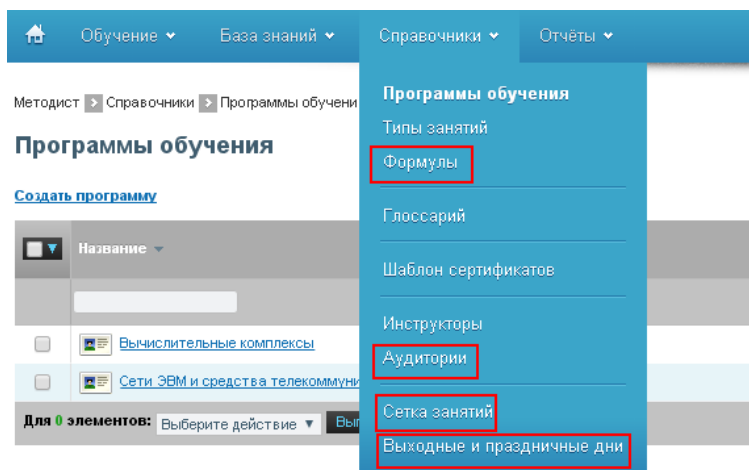 Обучение База знаний Справочники Отчёты
Методист Справочники Программы обучени
Программы обучения
Создать программу
Название
Вычислительные комплексы
Сети ЭВМ и средства телекоммуни
Для 0 элементов: Выберите действие Вып
Программы обучения
Типы занятий
Формулы
Глоссарий
Шаблон сертификатов
Инструкторы
Аудитории
Сетка занятий
Выходные и праздничные дни